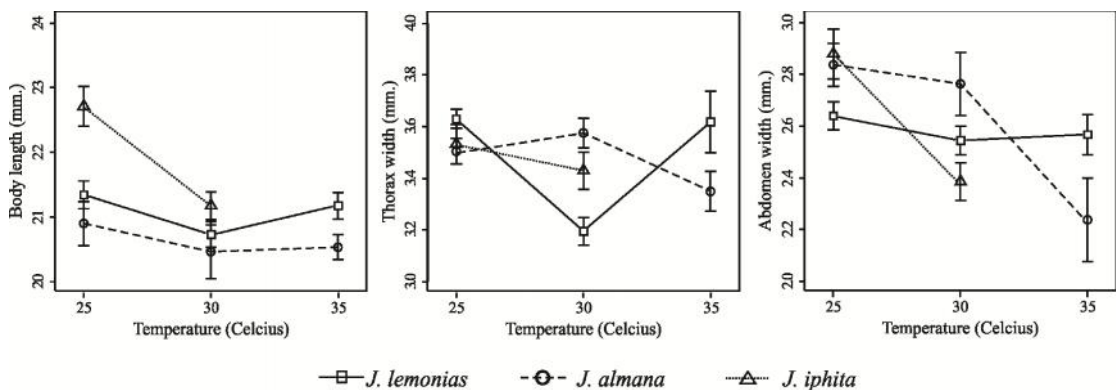 24
23
22
21
20
Body length (mm.)
25 30 35
Temperature (Celcius)
4.0
3.8
3.6
3.4
3.2
3.0
Thorax width (mm.)
25 30 35
Temperature (Celcius)
3.0
2.8
2.6
2.4
2.2
2.0
Abdomen width (mm.)
25 30 35
Temperature (Celcius)
J. lemonias J. almana J. iphita